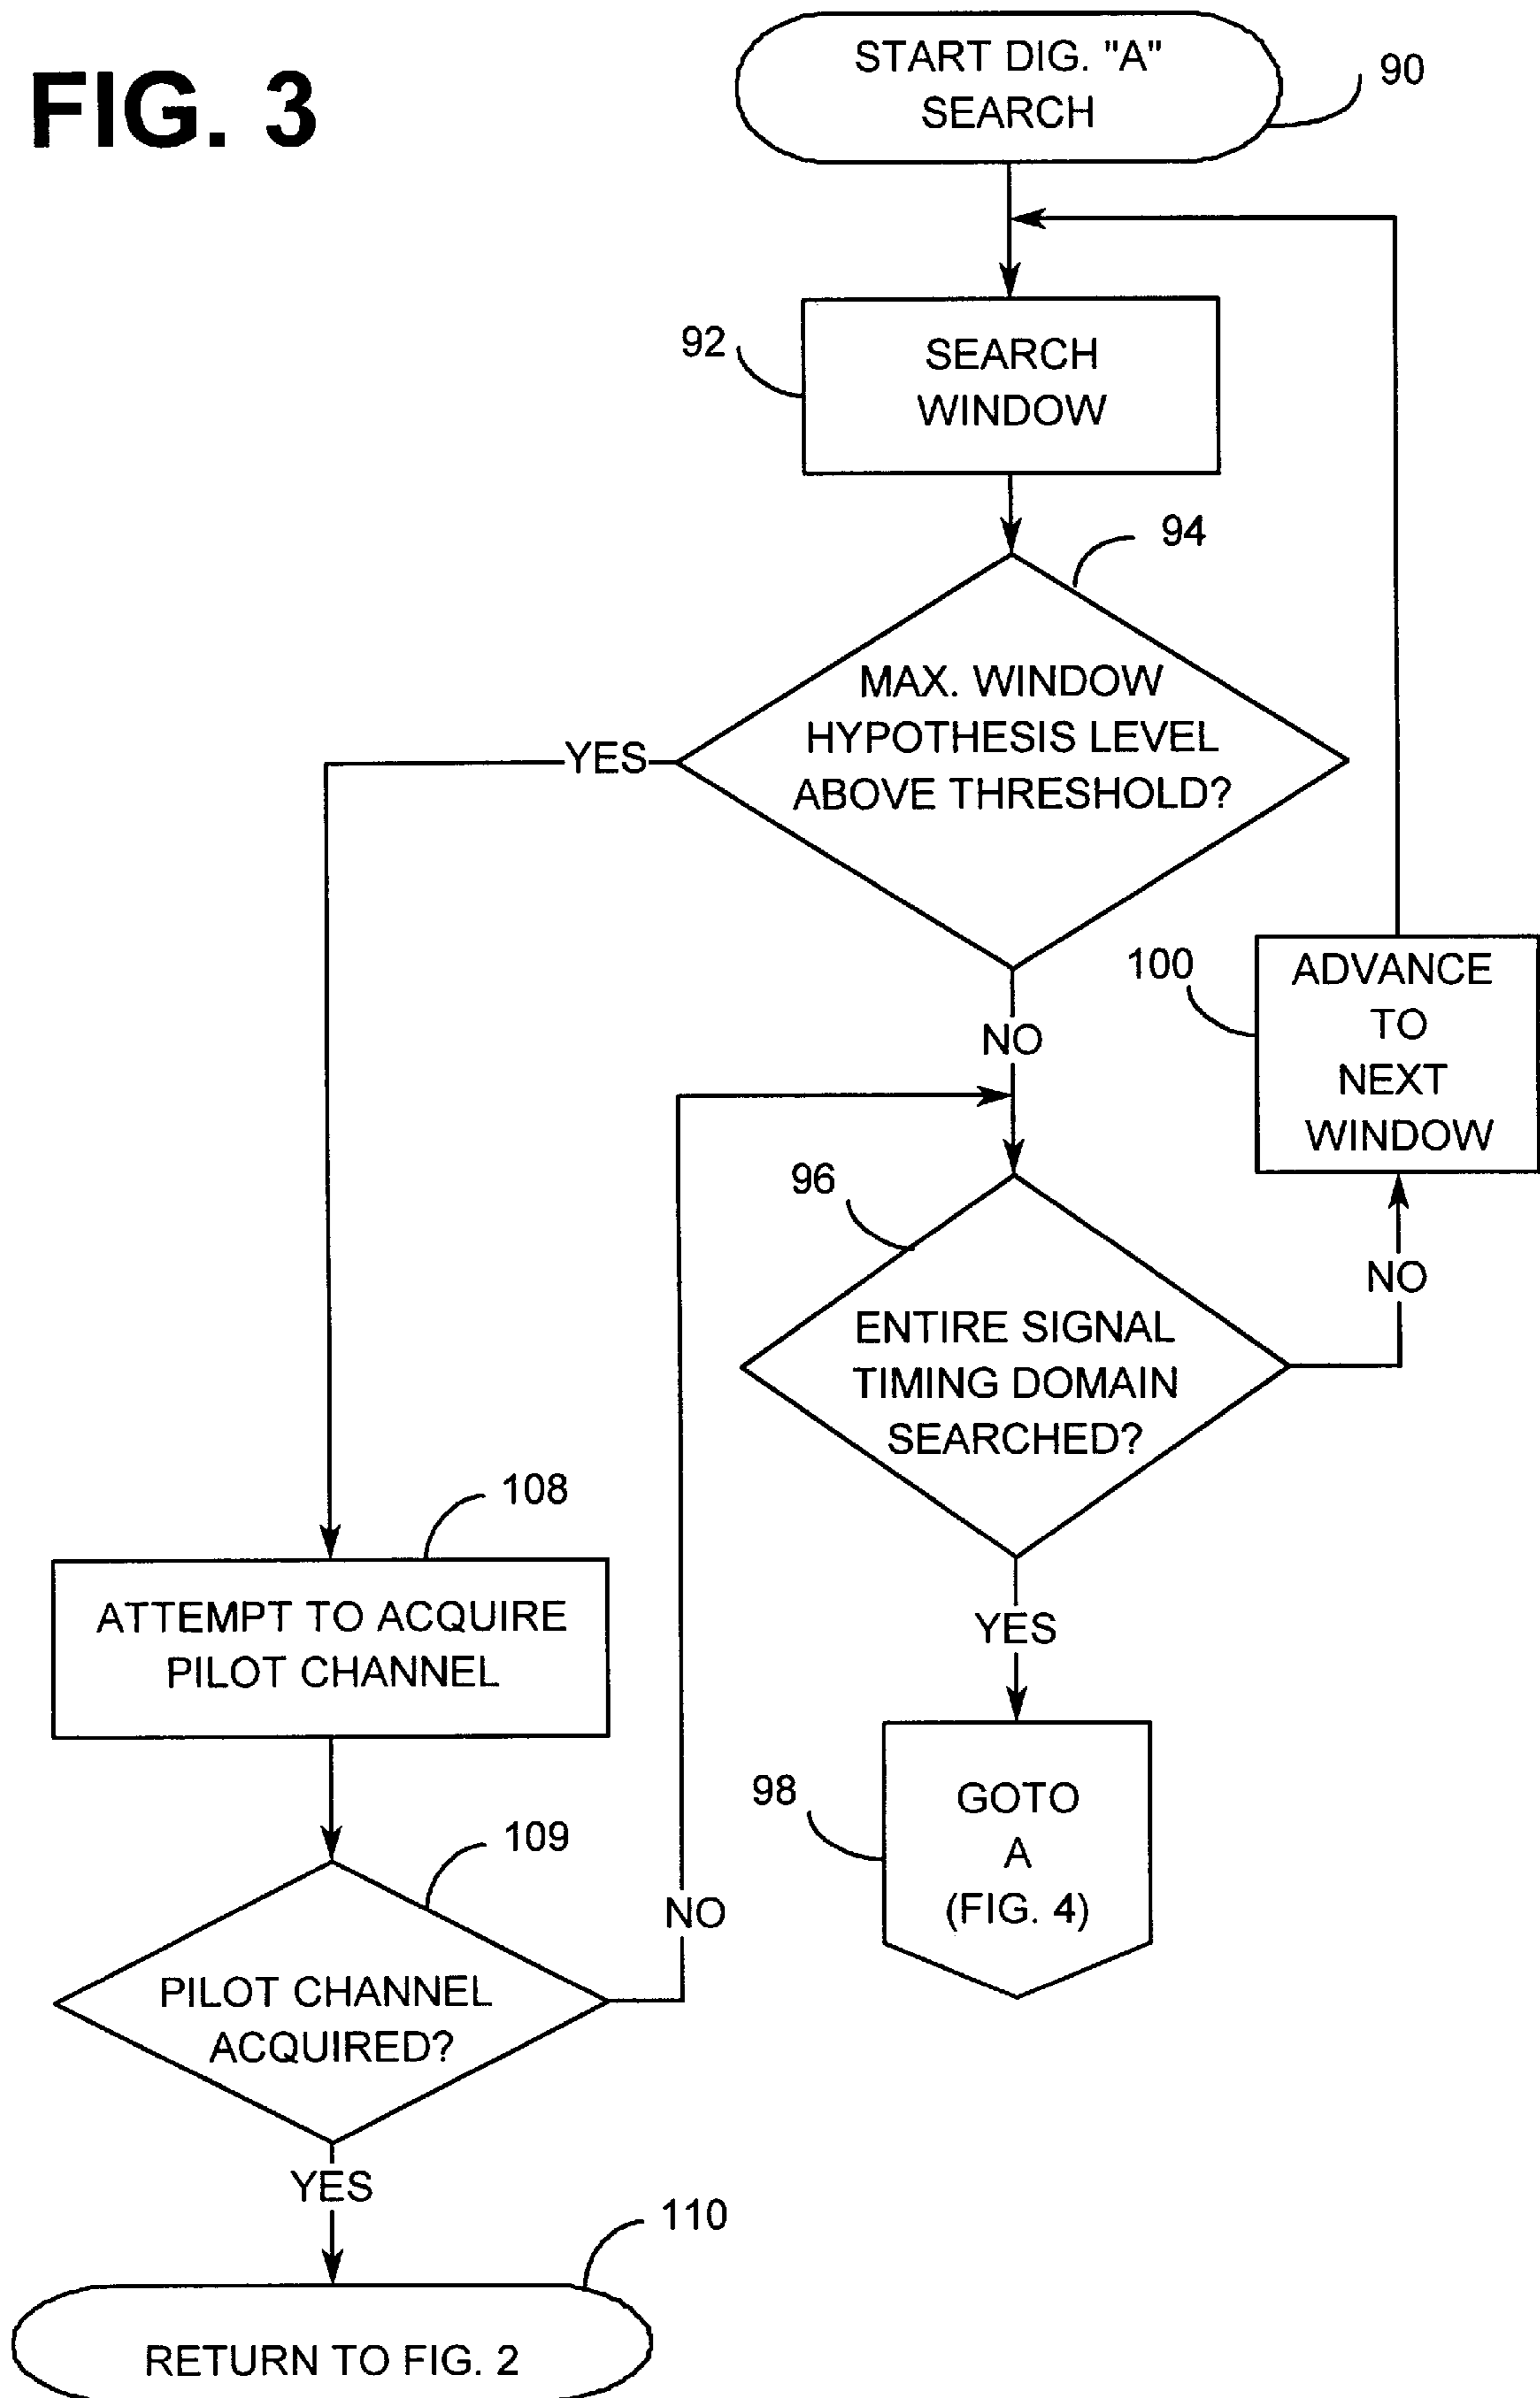 FIG. 3
START DIG. "A"
SEARCH
90
92
SEARCH
WINDOW
94
MAX. WINDOW
HYPOTHESIS LEVEL
ABOVE THRESHOLD?
YES
NO
100
ADVANCE
TO
NEXT
WINDOW
96
ENTIRE SIGNAL
TIMING DOMAIN
SEARCHED?
NO
YES
98
GOTO
A
(FIG. 4)
108
ATTEMPT TO ACQUIRE
PILOT CHANNEL
109
PILOT CHANNEL
ACQUIRED?
NO
YES
110
RETURN TO FIG. 2